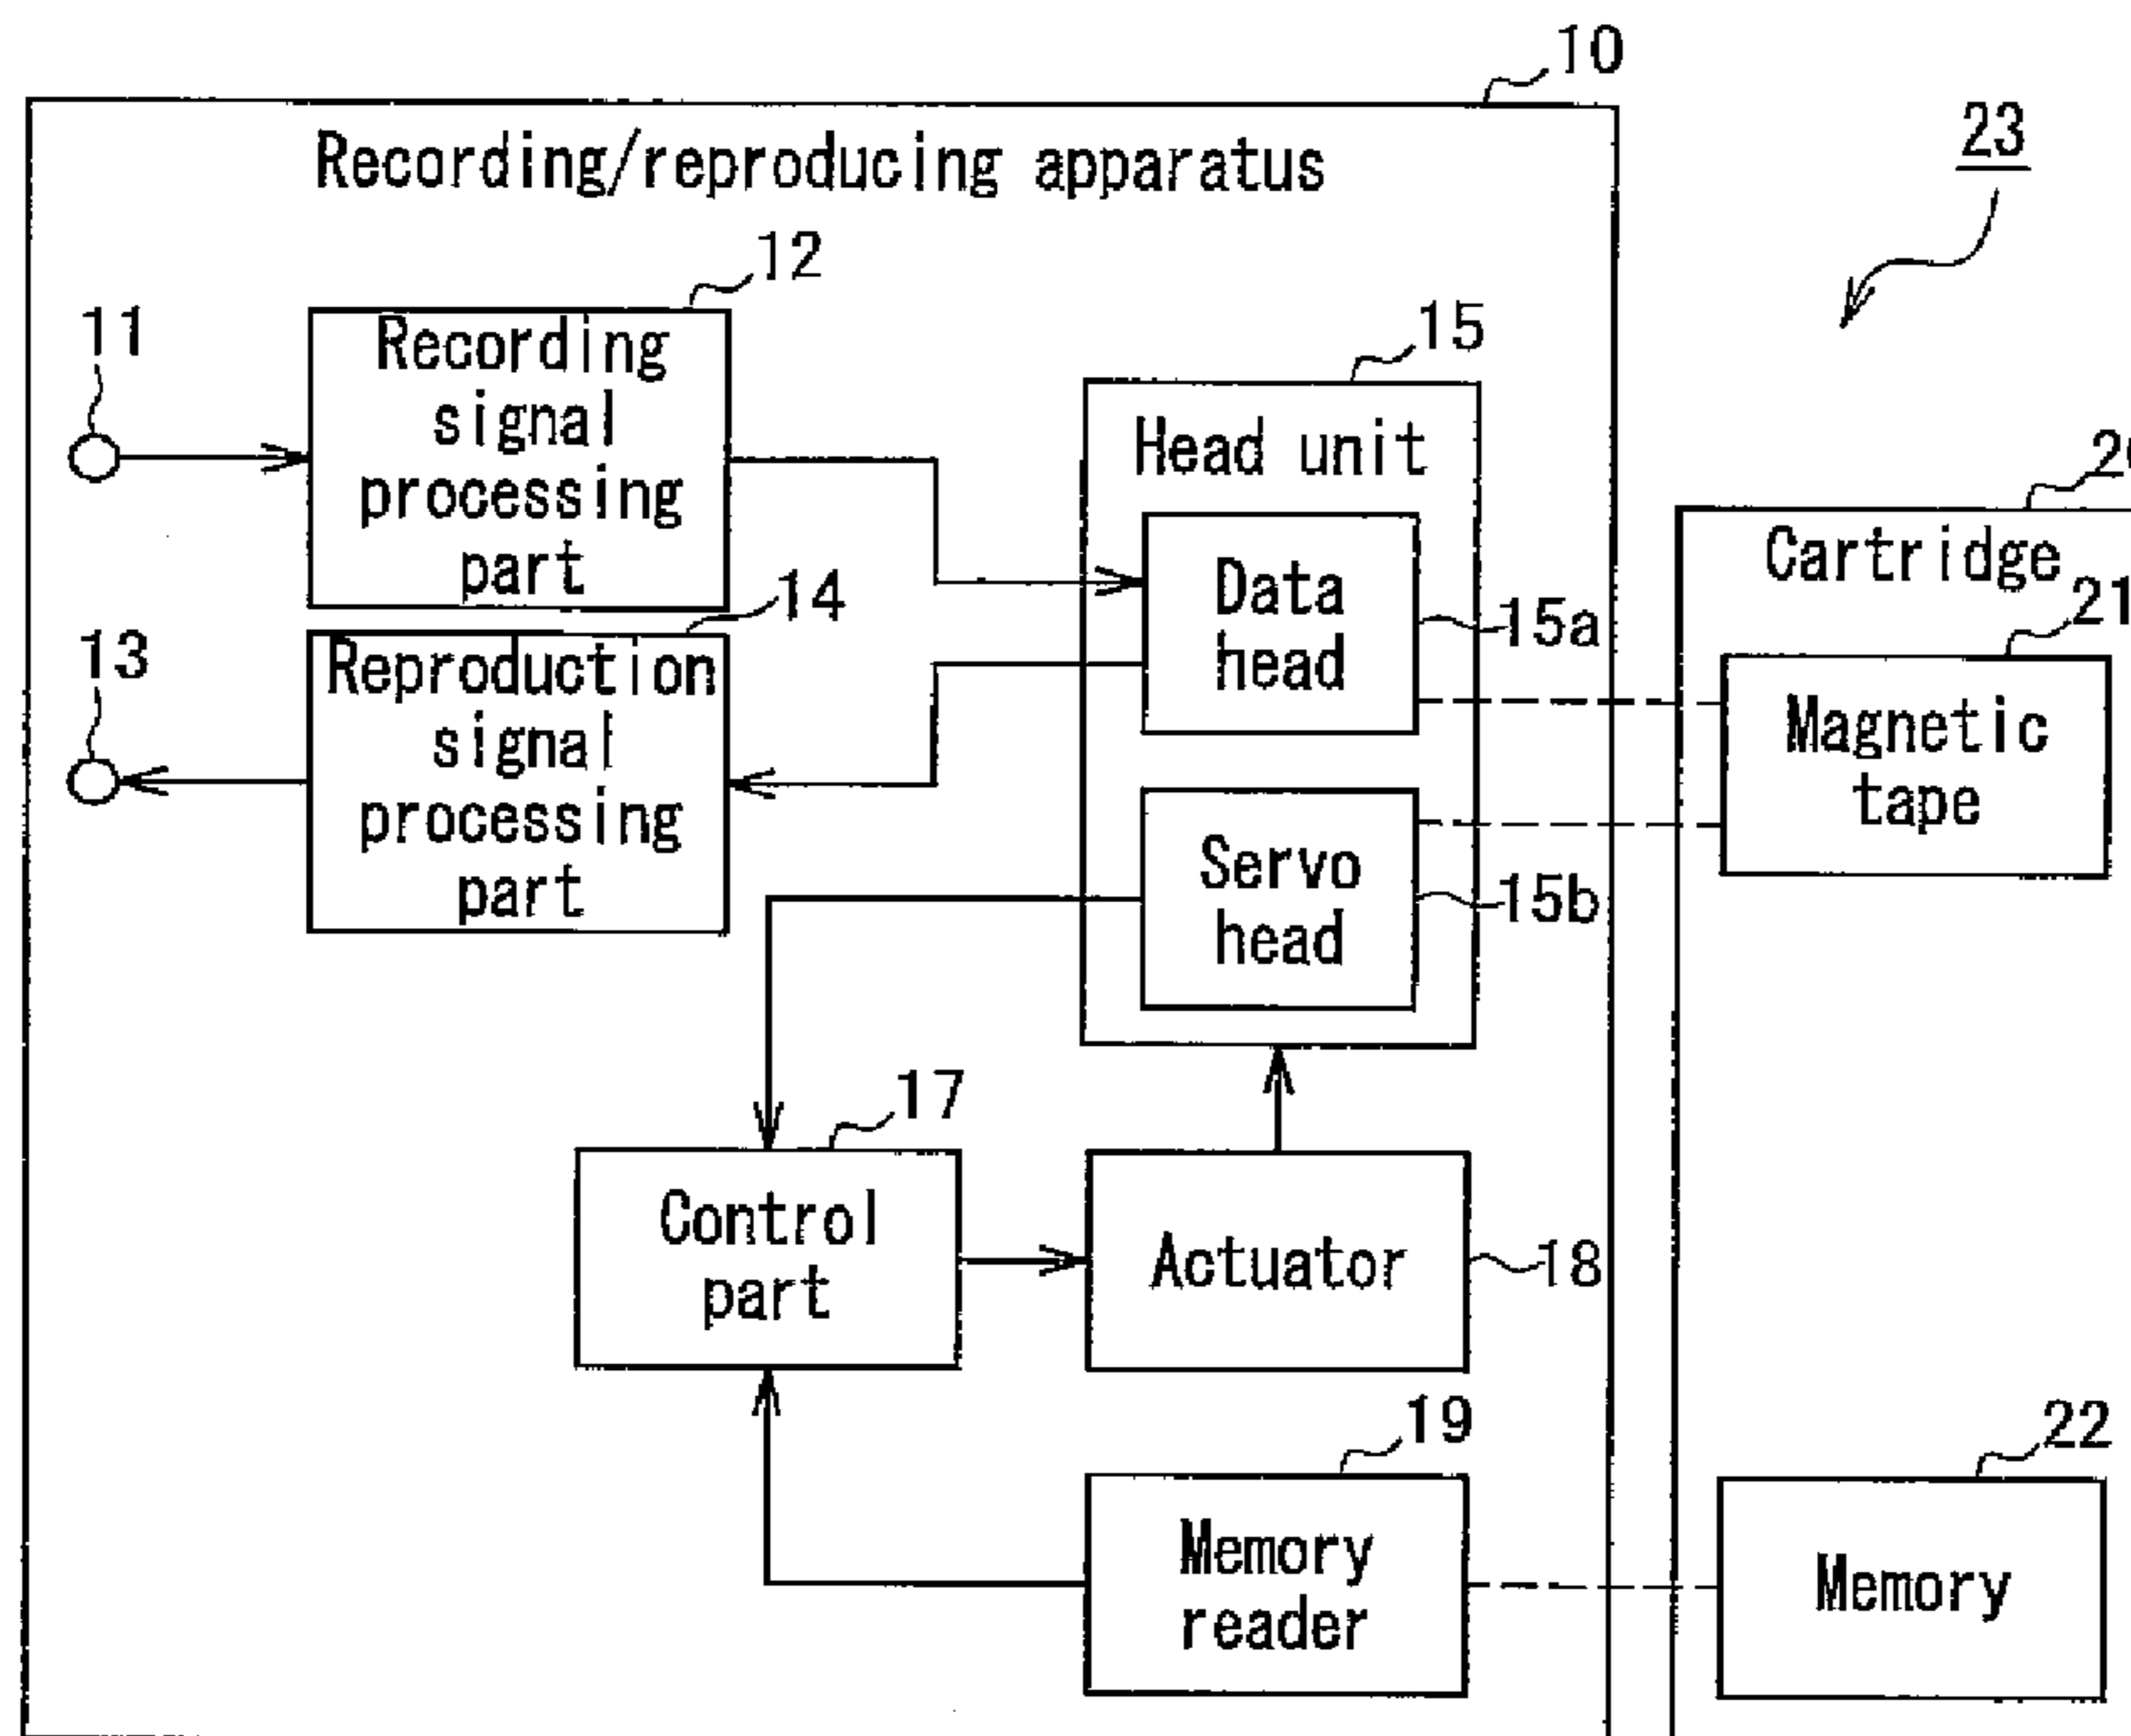 10
Recording/reproducing apparatus
23
12
11
Recording
signal
processing
part
15
Head unit
Cartridge
Data
head
15a
14
13
Reproduction
signal
processing
part
21
Magnetic
tape
Servo
head
15b
17
Control
part
Actuator
18
19
22
Memory
reader
Memory